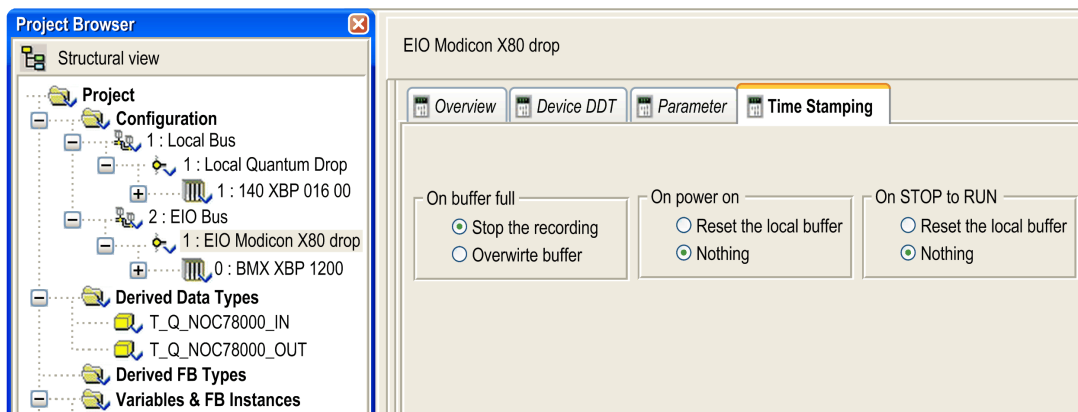 Project Browser
Structural view
Project
Configuration
1 : Local Bus
1 : Local Quantum Drop
1 : 140 XBP 016 00
2 : EIO Bus
1 : EIO Modicon X80 drop
0 : BMX XBP 1200
Derived Data Types
T_Q_NOC78000_IN
T_Q_NOC78000_OUT
Derived FB Types
Variables & FB Instances
EIO Modicon X80 drop
Overview
Device DDT
Parameter
Time Stamping
On buffer full
Stop the recording
Overwirte buffer
On power on
Reset the local buffer
Nothing
On STOP to RUN
Reset the local buffer
Nothing